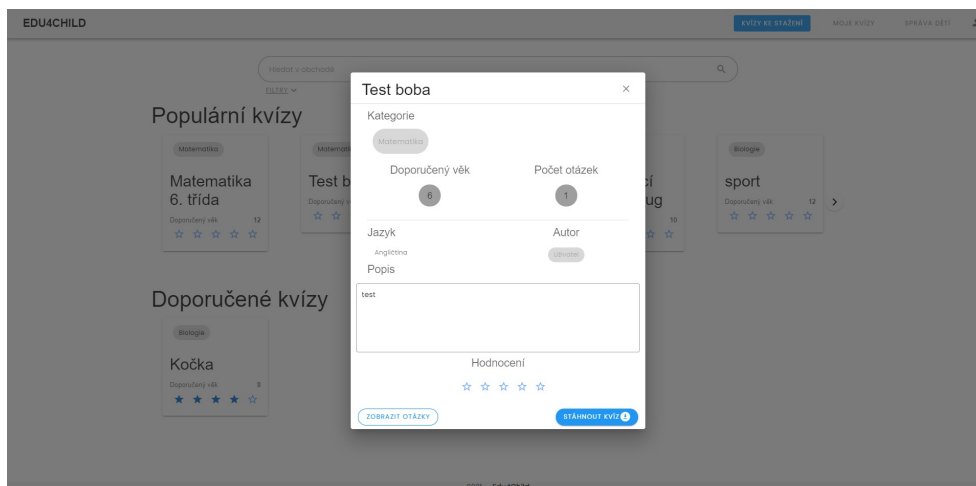 EDU4CHILD
KVÍZY KE STAŽENÍ
MOJE KVÍZY
SPRÁVA DĚTÍ
Hledat v obchodě
FILTRY
Populární kvízy
Matematika
Matematika
6. třída
Doporučený věk 12
Test b
Biologie
sport
Doporučený věk 12
Doporučené kvízy
Biologie
Kočka
Doporučený věk 8
Test boba
Kategorie
Matematika
Doporučený věk
Počet otázek
6
1
Jazyk
Autor
Angličtina
Uživatel
Popis
test
Hodnocení
ZOBRAZIT OTÁZKY
STÁHNOUT KVÍZ